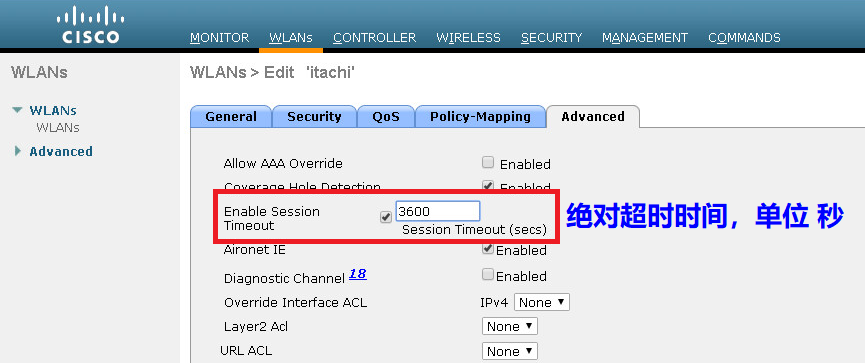 CISCO
MONITOR WLANs CONTROLLER WIRELESS SECURITY MANAGEMENT COMMANDS
WLANs
WLANs > Edit 'itachi'
WLANs
WLANs
Advanced
General Security QoS Policy-Mapping Advanced
Allow AAA Override Enabled
Coverage Hole Detection Enabled
Enable Session Timeout 3600
Session Timeout (secs)
绝对超时时间，单位 秒
Aironet IE Enabled
Diagnostic Channel 18 Enabled
Override Interface ACL IPv4 None
Layer2 Acl None
URL ACL None